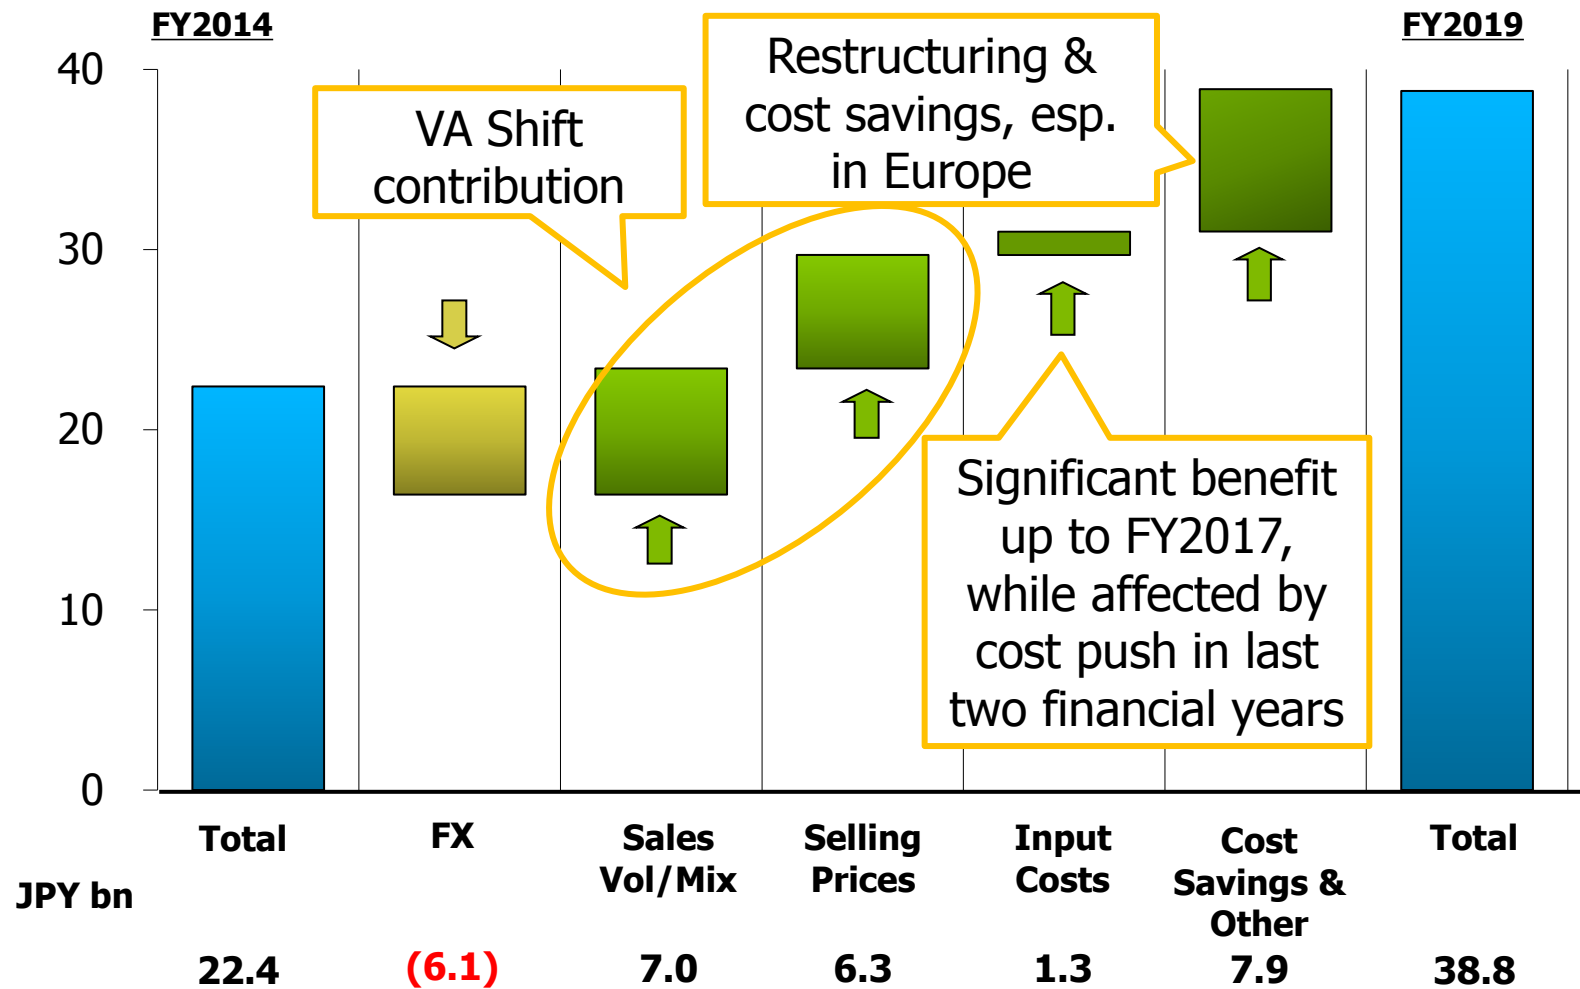 FY2014
FY2019
40
30
20
10
0
VA Shift
contribution
Restructuring &
cost savings, esp.
in Europe
Significant benefit
up to FY2017,
while affected by
cost push in last
two financial years
Total
FX
Sales
Vol/Mix
Selling
Prices
Input
Costs
Cost
Savings &
Other
Total
JPY bn
22.4
(6.1)
7.0
6.3
1.3
7.9
38.8